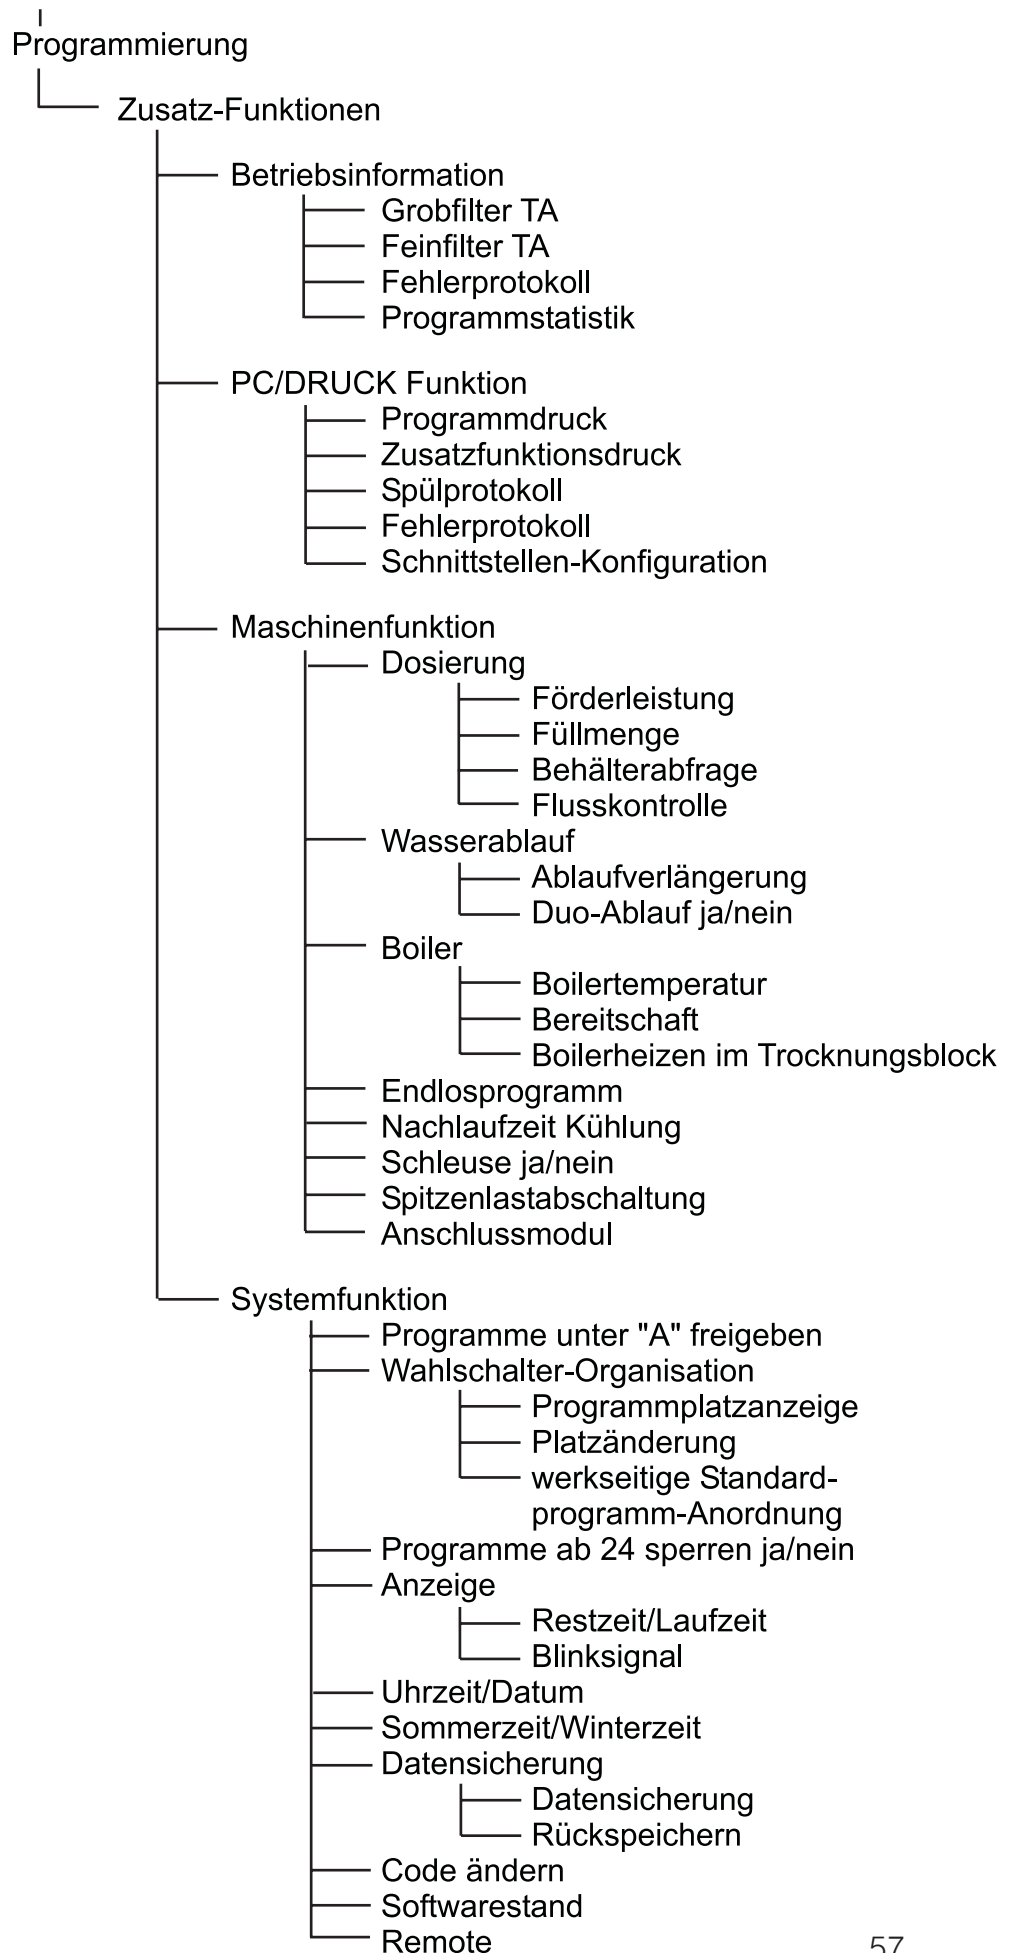 Programmierung
Zusatz-Funktionen
Betriebsinformation
Grobfilter TA
Feinfilter TA
Fehlerprotokoll
Programmstatistik
PC/DRUCK Funktion
Programmdruck
Zusatzfunktionsdruck
Spülprotokoll
Fehlerprotokoll
Schnittstellen-Konfiguration
Maschinenfunktion
Dosierung
Förderleistung
Füllmenge
Behälterabfrage
Flusskontrolle
Wasserablauf
Ablaufverlängerung
Duo-Ablauf ja/nein
Boiler
Boilertemperatur
Bereitschaft
Boilerheizen im Trocknungsblock
Endlosprogramm
Nachlaufzeit Kühlung
Schleuse ja/nein
Spitzenlastabschaltung
Anschlussmodul
Systemfunktion
Programme unter "A" freigeben
Wahlschalter-Organisation
Programmplatzanzeige
Platzänderung
werkseitige Standard-
programm-Anordnung
Programme ab 24 sperren ja/nein
Anzeige
Restzeit/Laufzeit
Blinksignal
Uhrzeit/Datum
Sommerzeit/Winterzeit
Datensicherung
Datensicherung
Rückspeichern
Code ändern
Softwarestand
Remote
57